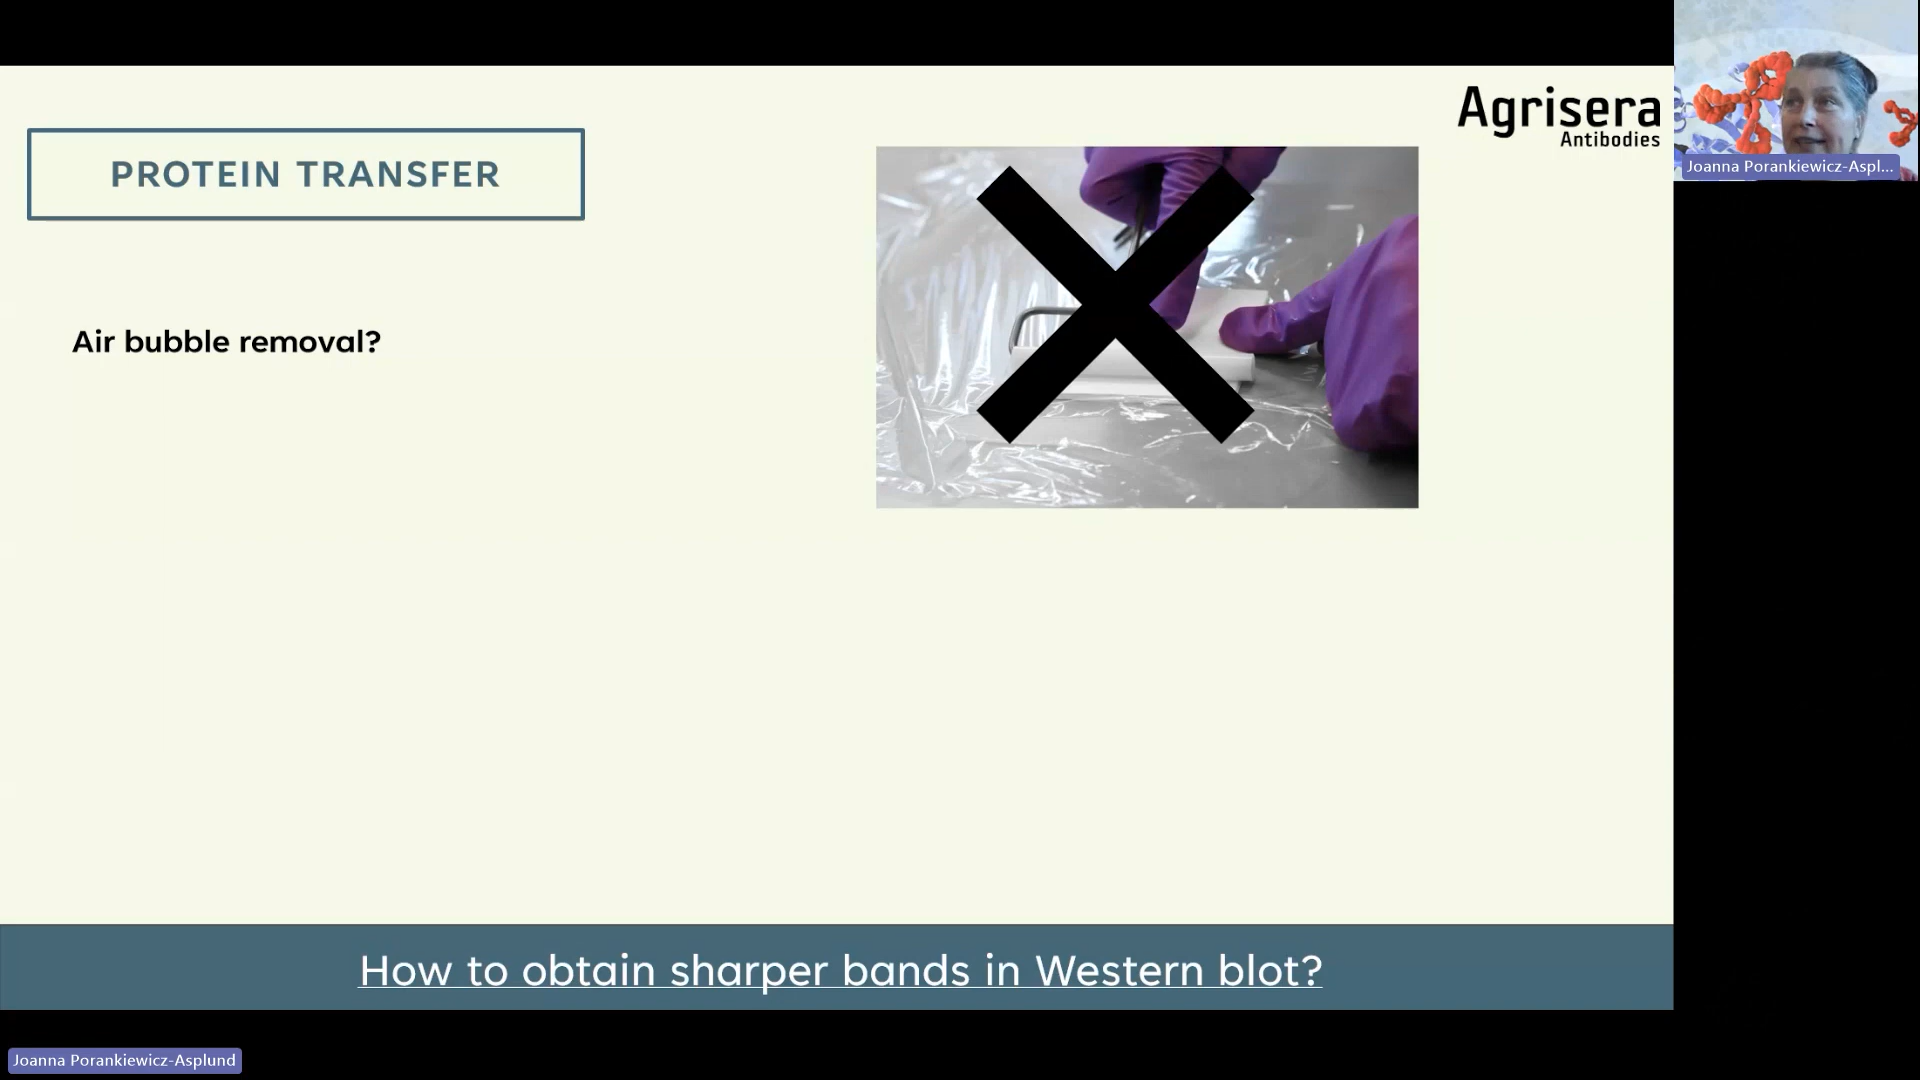 Agrisera
Antibodies
PROTEIN TRANSFER
Joanna Porankiewicz-Aspl...
Air bubble removal?
How to obtain sharper bands in Western blot?
Joanna Porankiewicz-Asplund